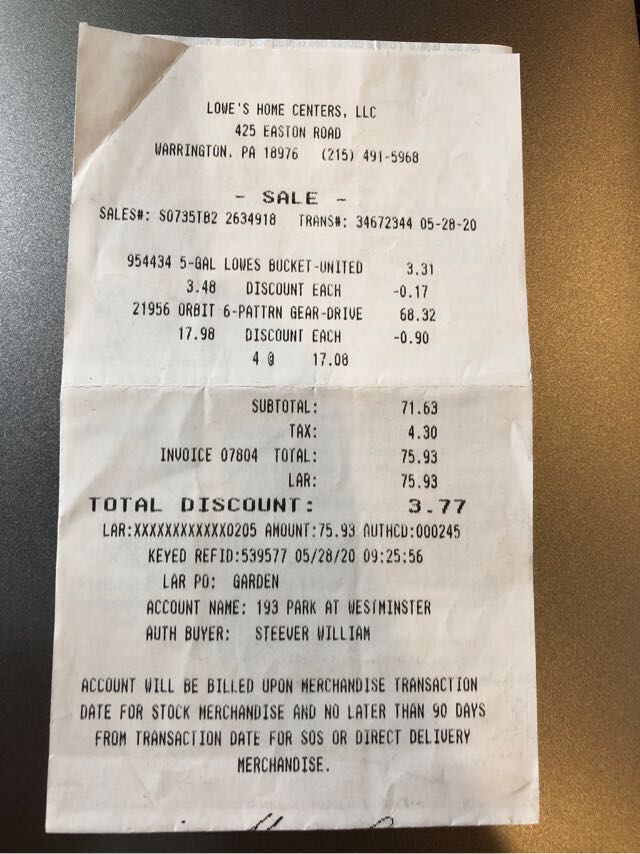 LOWE'S HOME CENTERS, LLC
425 EASTON ROAD
WARRINGTON, PA 18976 (215) 491-5968
- SALE -
SALES#: S0735TB2 2634918 TRANS#: 34672344 05-28-20
954434 5-GAL LOWES BUCKET-UNITED 3.31
3.48 DISCOUNT EACH -0.17
21956 ORBIT 6-PATTRN GEAR-DRIVE 68.32
17.98 DISCOUNT EACH -0.90
4 @ 17.08
SUBTOTAL: 71.63
TAX: 4.30
INVOICE 07804 TOTAL: 75.93
LAR: 75.93
TOTAL DISCOUNT: 3.77
LAR:XXXXXXXXXXXX0205 AMOUNT:75.93 AUTHCD:000245
KEYED REFID:539577 05/28/20 09:25:56
LAR PO: GARDEN
ACCOUNT NAME: 193 PARK AT WESTMINSTER
AUTH BUYER: STEEVER WILLIAM
ACCOUNT WILL BE BILLED UPON MERCHANDISE TRANSACTION
DATE FOR STOCK MERCHANDISE AND NO LATER THAN 90 DAYS
FROM TRANSACTION DATE FOR SOS OR DIRECT DELIVERY
MERCHANDISE.